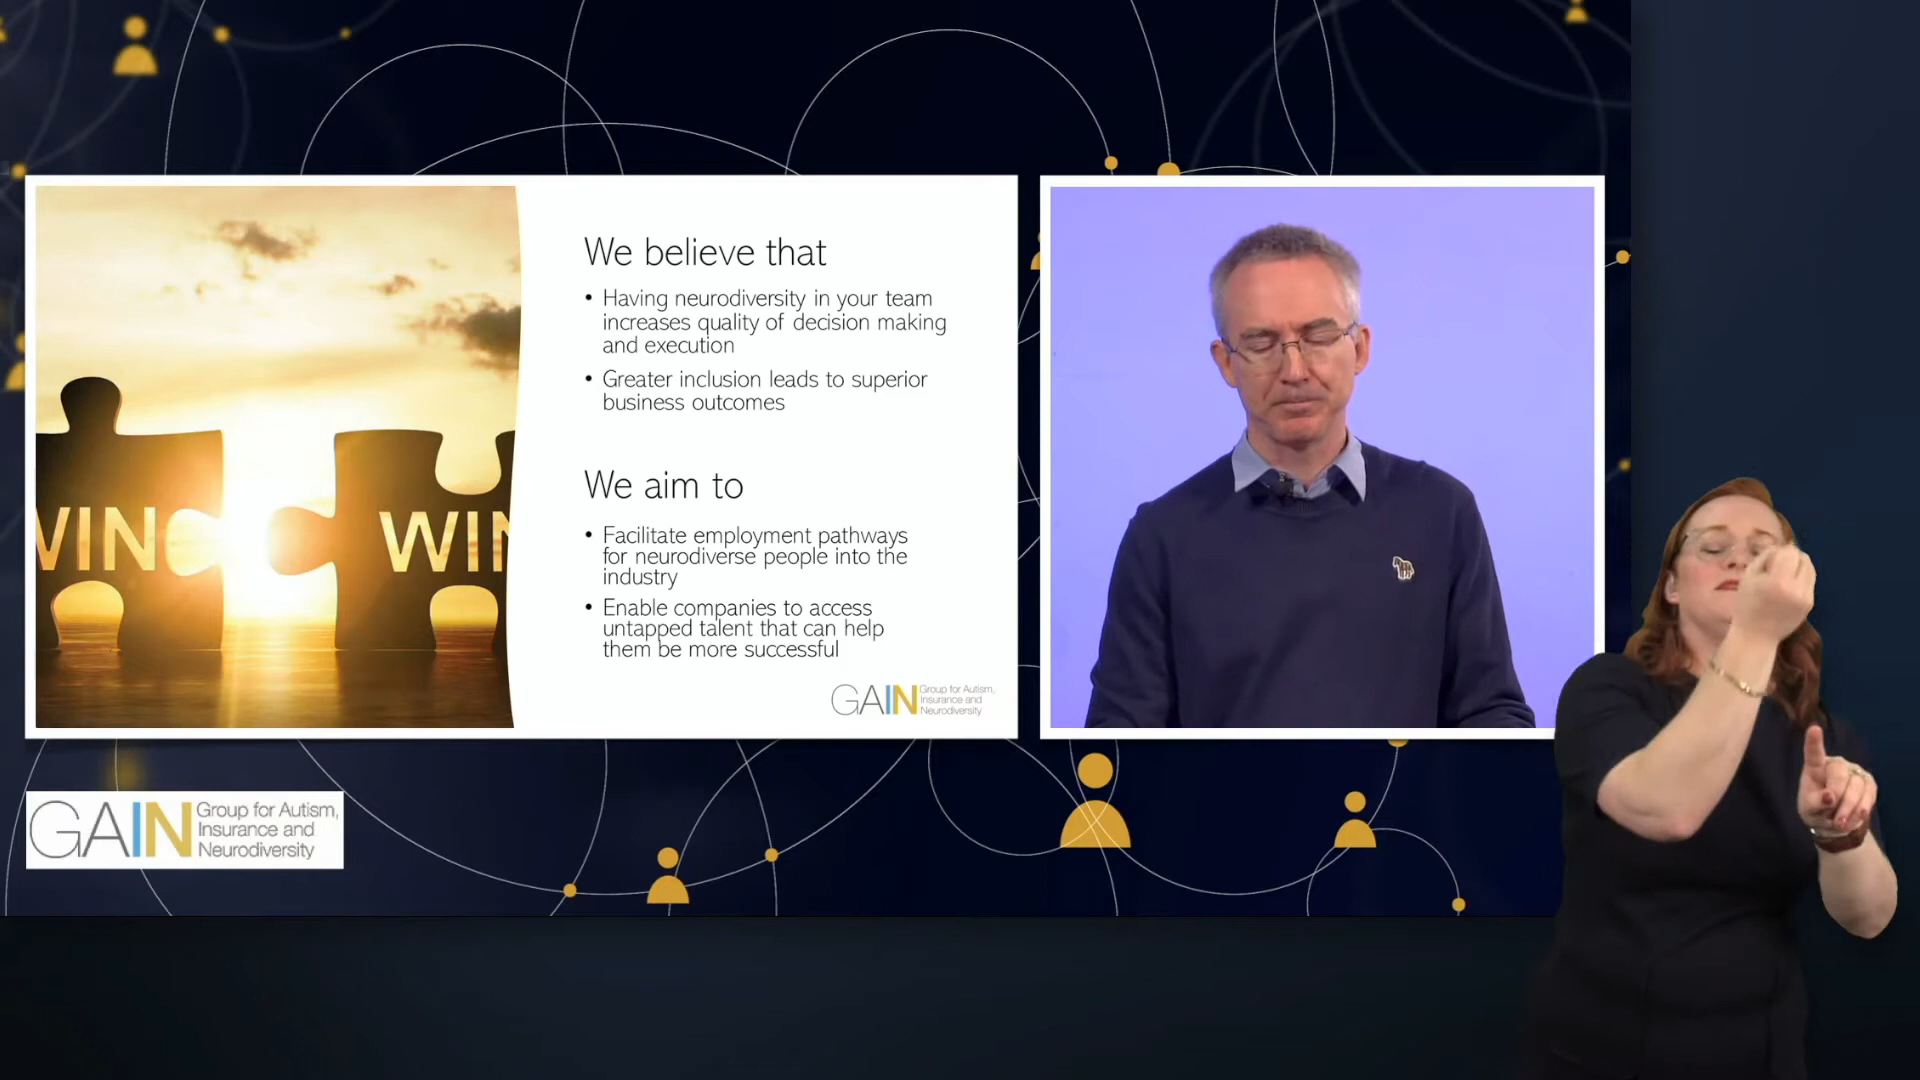 We believe that
• Having neurodiversity in your team
increases quality of decision making
and execution
• Greater inclusion leads to superior
business outcomes
We aim to
• Facilitate employment pathways
for neurodiverse people into the
industry
• Enable companies to access
untapped talent that can help
them be more successful
WIN
WIN
GAIN
Group for Autism,
Insurance and
Neurodiversity
GAIN
Group for Autism,
Insurance and
Neurodiversity